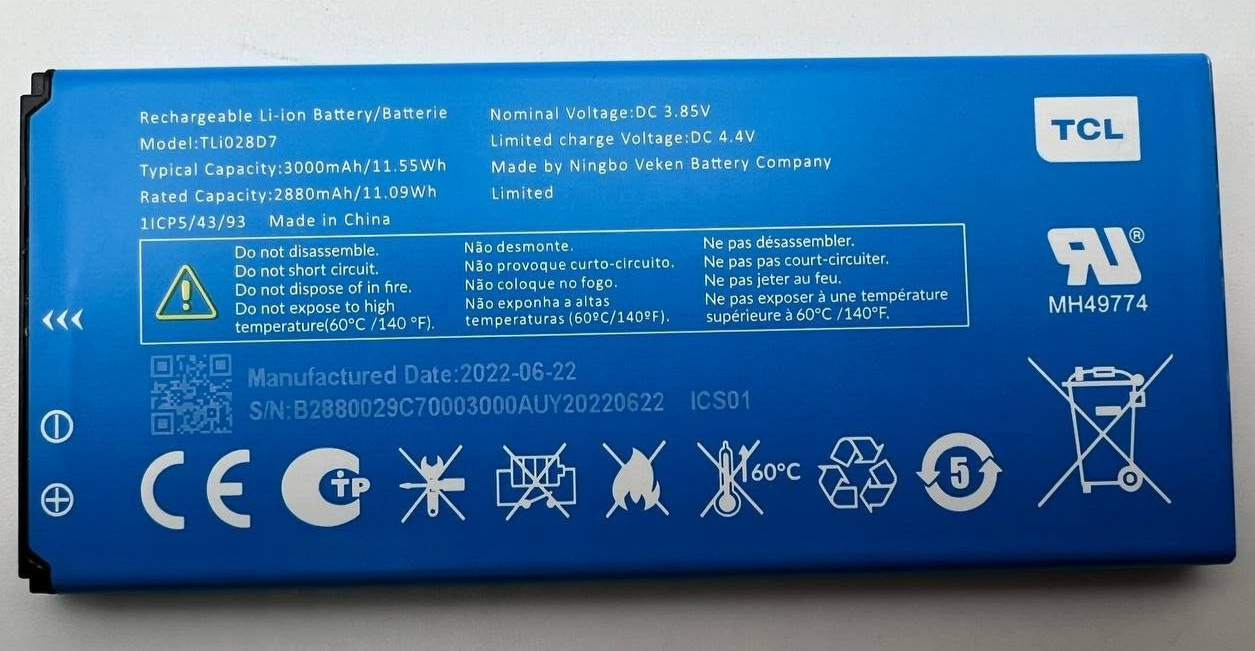 Rechargeable Li-ion Battery/Batterie
Model:TLi028D7
Typical Capacity:3000mAh/11.55Wh
Rated Capacity:2880mAh/11.09Wh
1ICP5/43/93 Made in China
Nominal Voltage:DC 3.85V
Limited charge Voltage:DC 4.4V
Made by Ningbo Veken Battery Company
Limited
TCL
Do not disassemble.
Do not short circuit.
Do not dispose of in fire.
Do not expose to high
temperature(60°C /140 °F).
Não desmonte.
Não provoque curto-circuito.
Não coloque no fogo.
Não exponha a altas
temperaturas (60ºC/140ºF).
Ne pas désassembler.
Ne pas pas court-circuiter.
Ne pas jeter au feu.
Ne pas exposer à une température
supérieure à 60°C /140°F.
MH49774
Manufactured Date:2022-06-22
S/N:B2880029C70003000AUY20220622 ICS01
60°C
5